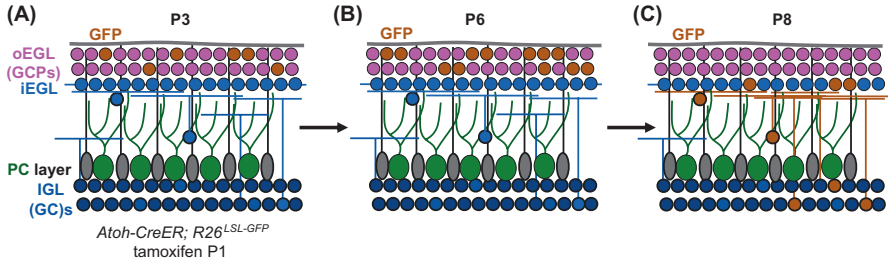 (A) P3 (B) P6 (C) P8
GFP GFP GFP
oEGL
(GCPs)
iEGL
PC layer
IGL
(GC)s
Atoh-CreER; R26LSL-GFP
tamoxifen P1